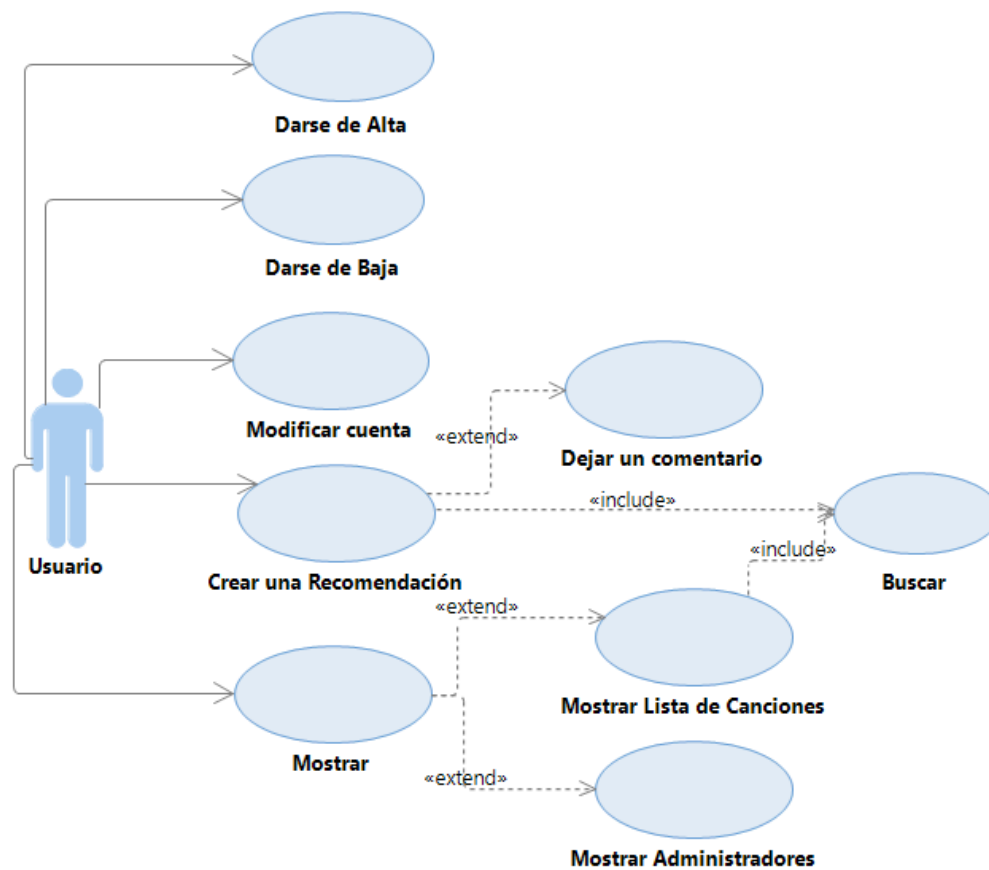 Darse de Alta
Darse de Baja
Modificar cuenta
«extend»
Dejar un comentario
«include»
Usuario
Crear una Recomendación
«include»
Buscar
«extend»
Mostrar Lista de Canciones
Mostrar
«extend»
Mostrar Administradores